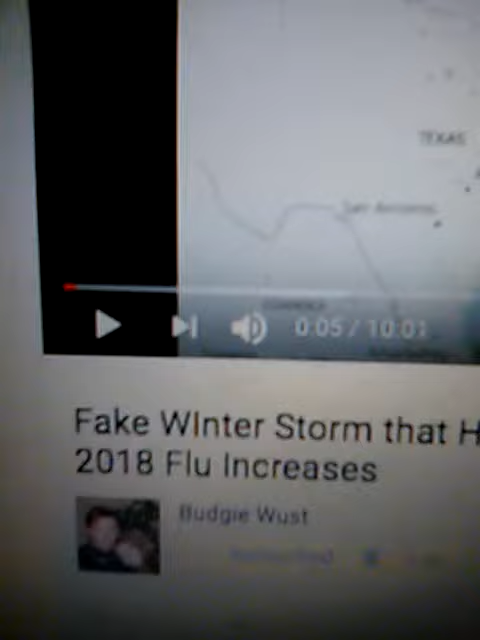 TEXAS
San Antonio
0:05 / 10:01
Fake WInter Storm that H
2018 Flu Increases
Budgie Wust